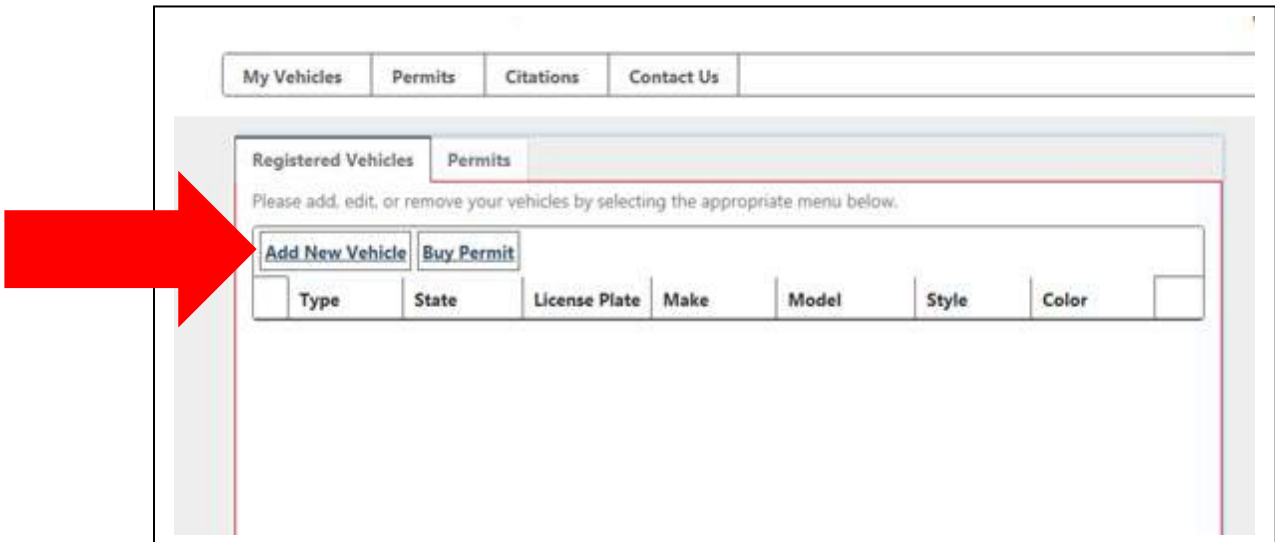 My Vehicles Permits Citations Contact Us
Registered Vehicles Permits
Please add, edit, or remove your vehicles by selecting the appropriate menu below.
Add New Vehicle Buy Permit
Type State License Plate Make Model Style Color